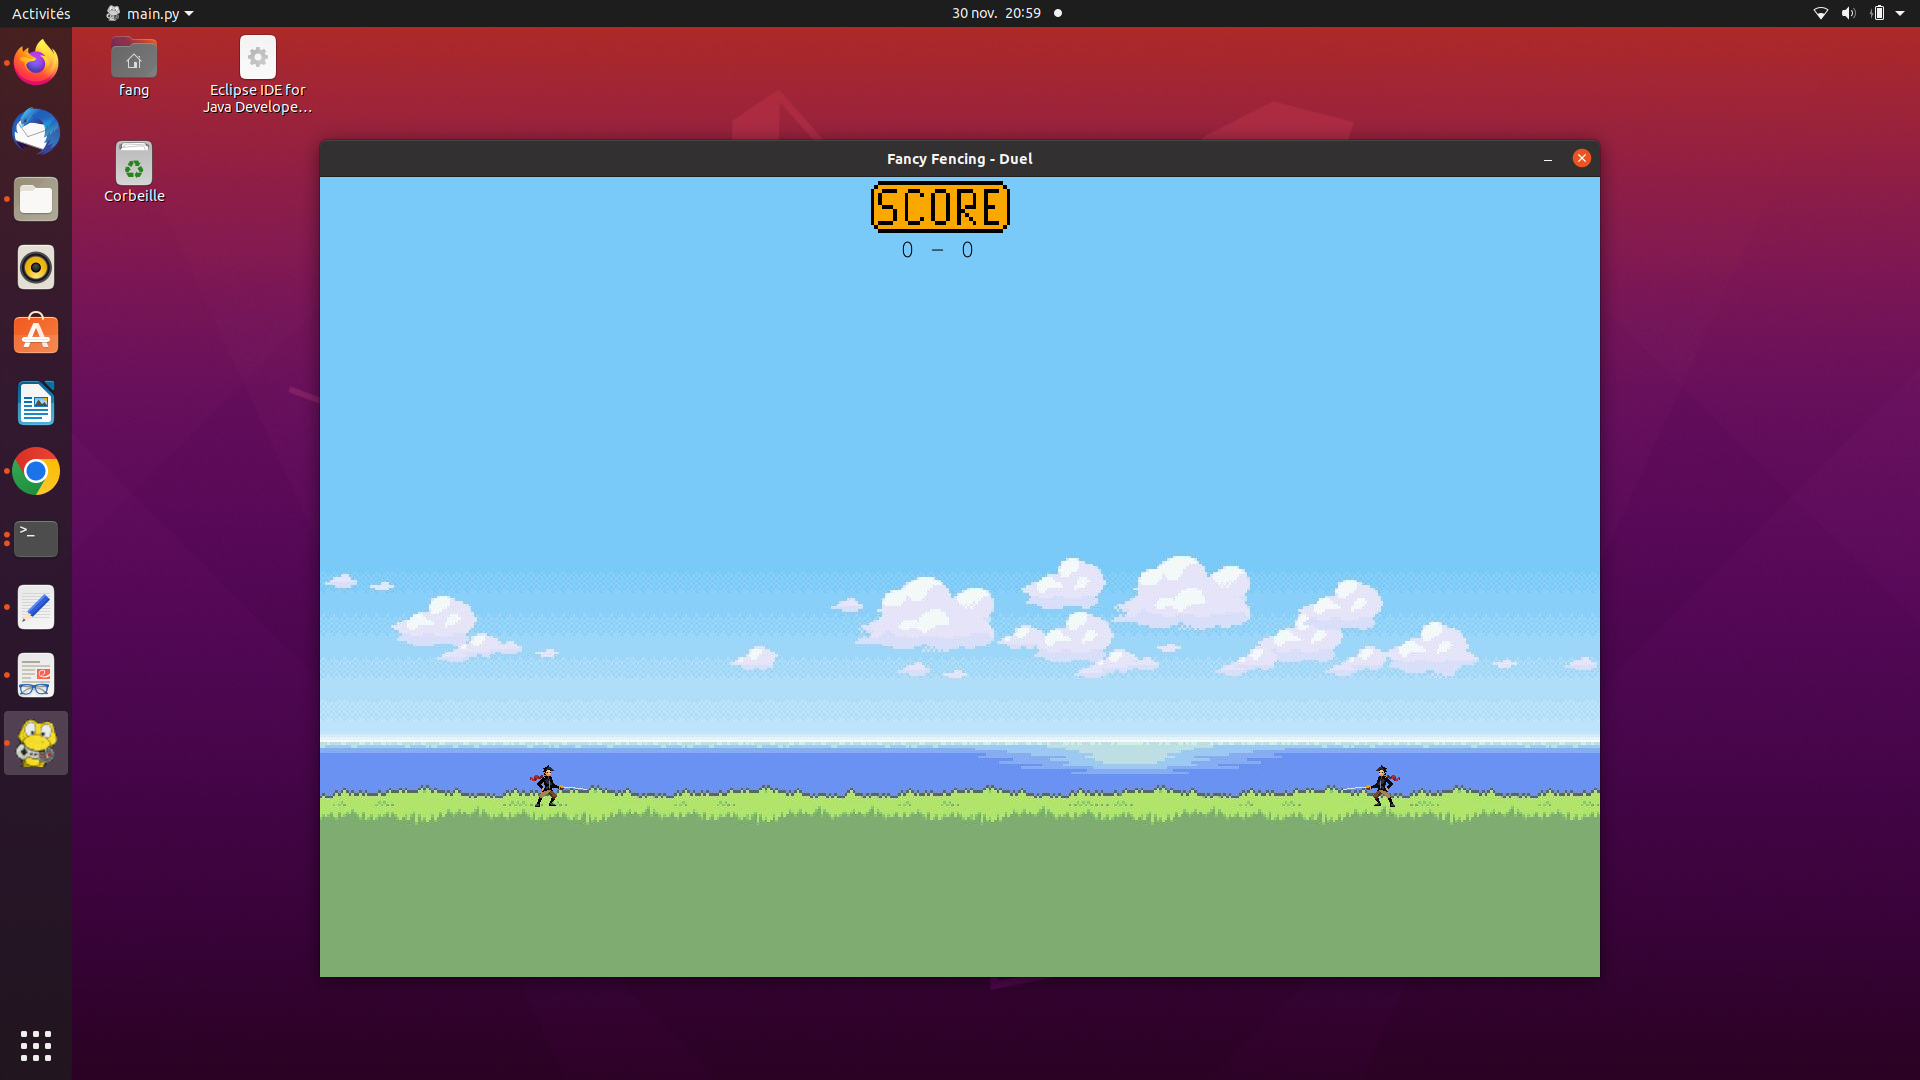 Activités
main.py
30 nov. 20:59
fang
Eclipse IDE for
Java Develope...
Corbeille
Fancy Fencing - Duel
SCORE
0 - 0
>_